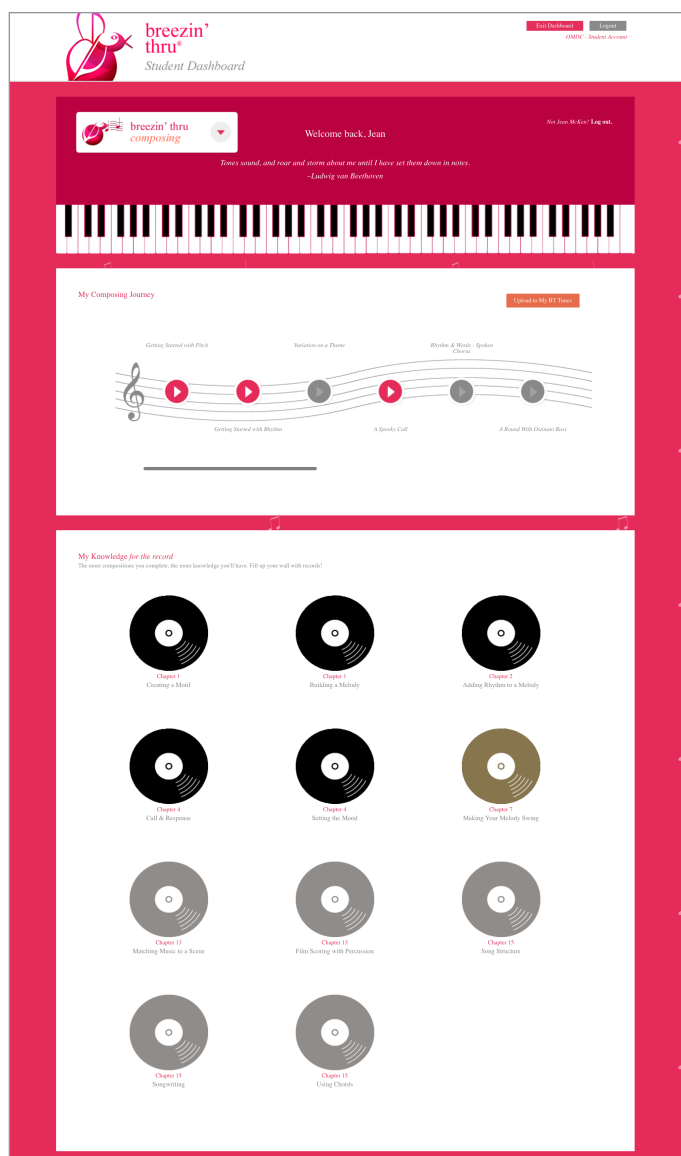 breezin'
thru®
Student Dashboard
Exit Dashboard
Logout
OMDC - Student Account
breezin' thru
composing
Welcome back, Jean
Not Jean McKen? Log out.
Tones sound, and roar and storm about me until I have set them down in notes.
–Ludwig van Beethoven
My Composing Journey
Upload to My BT Tunes
Getting Started with Pitch
Variation on a Theme
Rhythm & Words - Spoken
Chorus
Getting Started with Rhythm
A Spooky Call
A Round With Ostinato Bass
My Knowledge for the record
The more compositions you complete, the more knowledge you'll have. Fill up your wall with records!
Chapter 1
Creating a Motif
Chapter 1
Building a Melody
Chapter 2
Adding Rhythm to a Melody
Chapter 4
Call & Response
Chapter 4
Setting the Mood
Chapter 7
Making Your Melody Swing
Chapter 13
Matching Music to a Scene
Chapter 13
Film Scoring with Percussion
Chapter 15
Song Structure
Chapter 15
Songwriting
Chapter 15
Using Chords